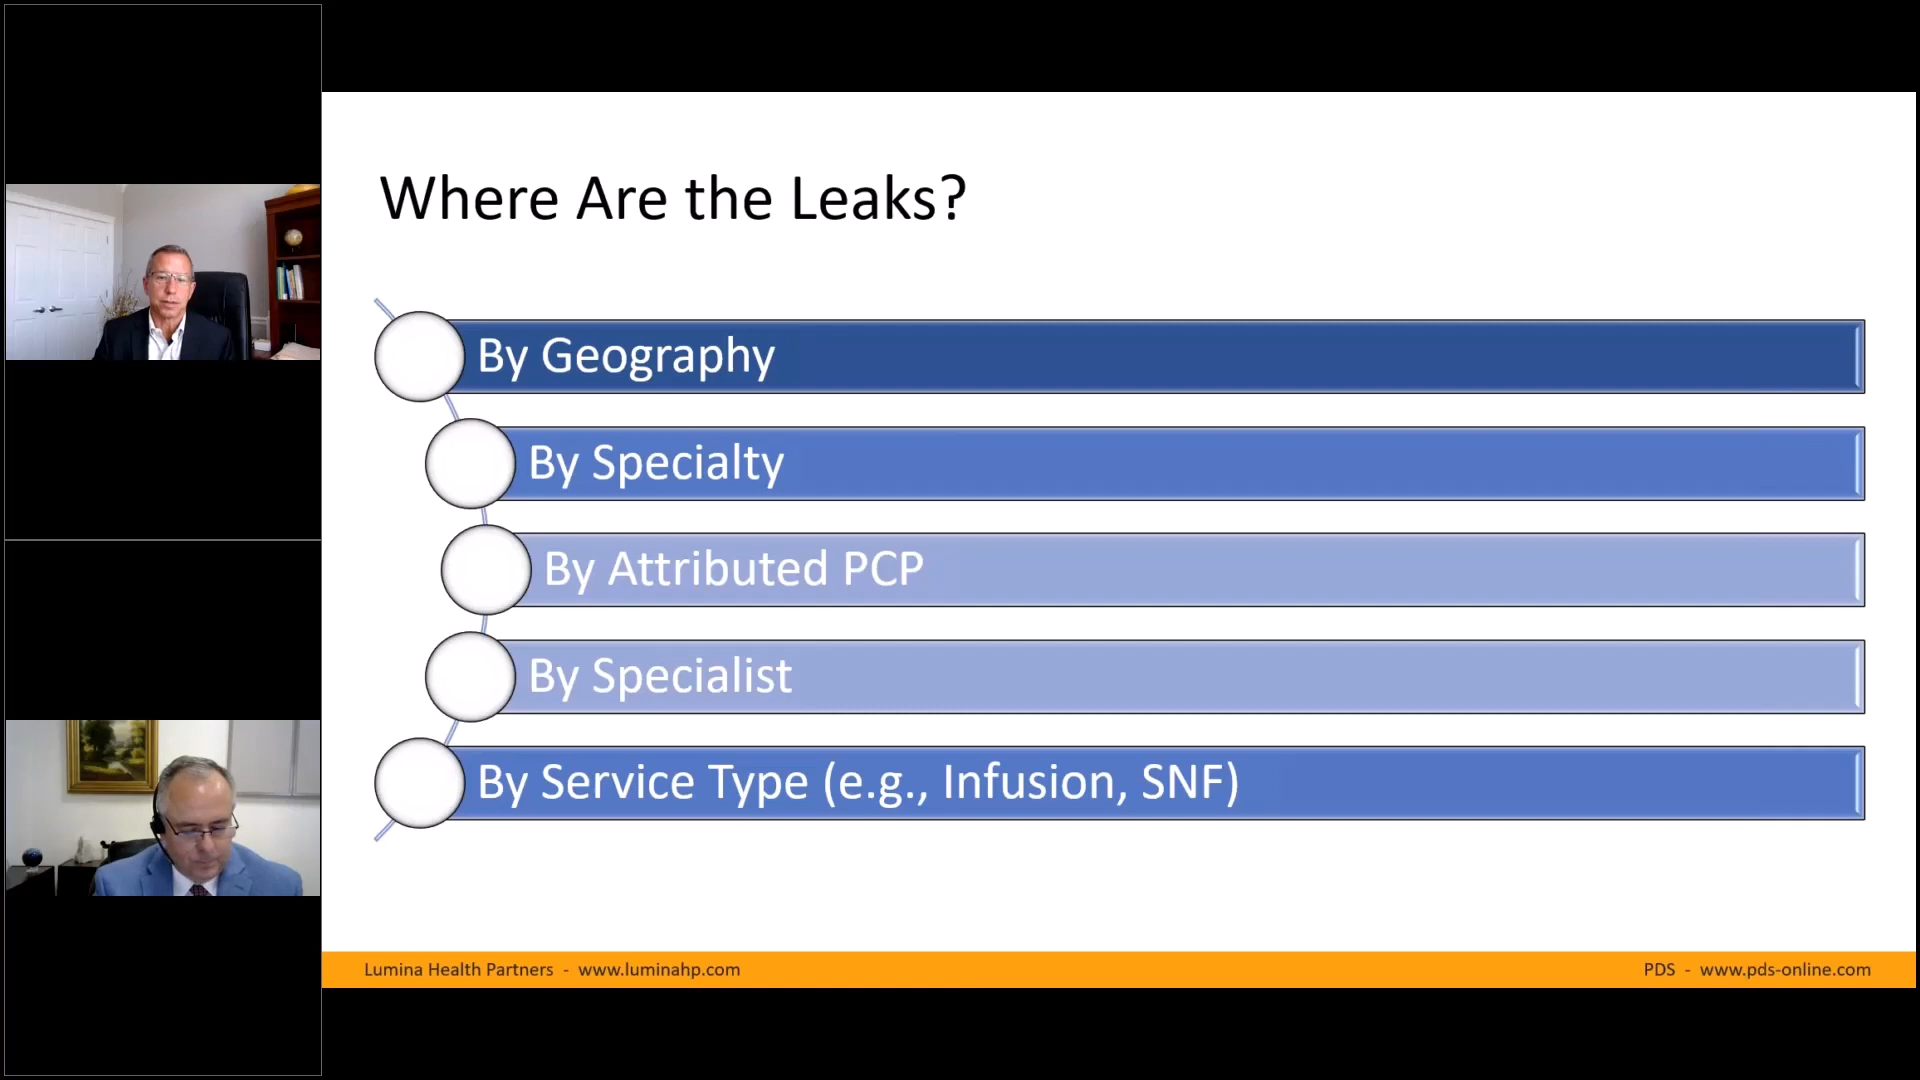 Where Are the Leaks?
By Geography
By Specialty
By Attributed PCP
By Specialist
By Service Type (e.g., Infusion, SNF)
Lumina Health Partners - www.luminahp.com
PDS - www.pds-online.com